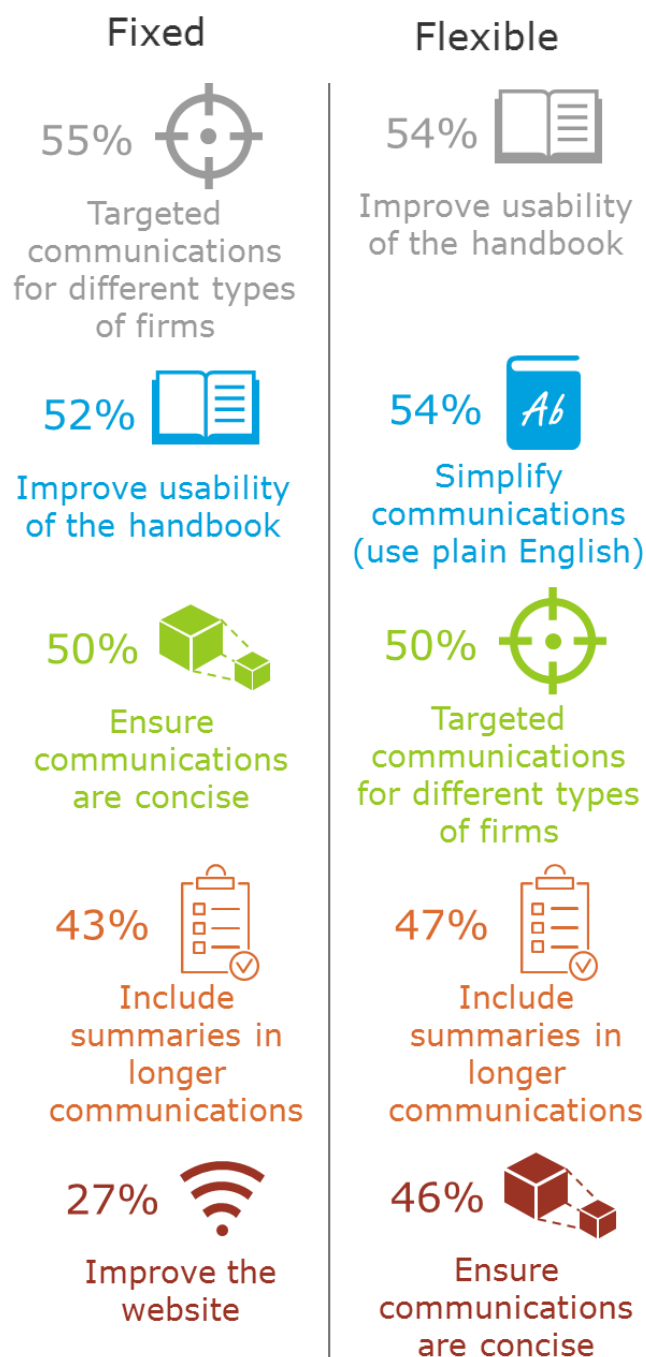 Fixed
55%
Targeted
communications
for different types
of firms
52%
Improve usability
of the handbook
50%
Ensure
communications
are concise
43%
Include
summaries in
longer
communications
27%
Improve the
website
Flexible
54%
Improve usability
of the handbook
54%
Ab
Simplify
communications
(use plain English)
50%
Targeted
communications
for different types
of firms
47%
Include
summaries in
longer
communications
46%
Ensure
communications
are concise